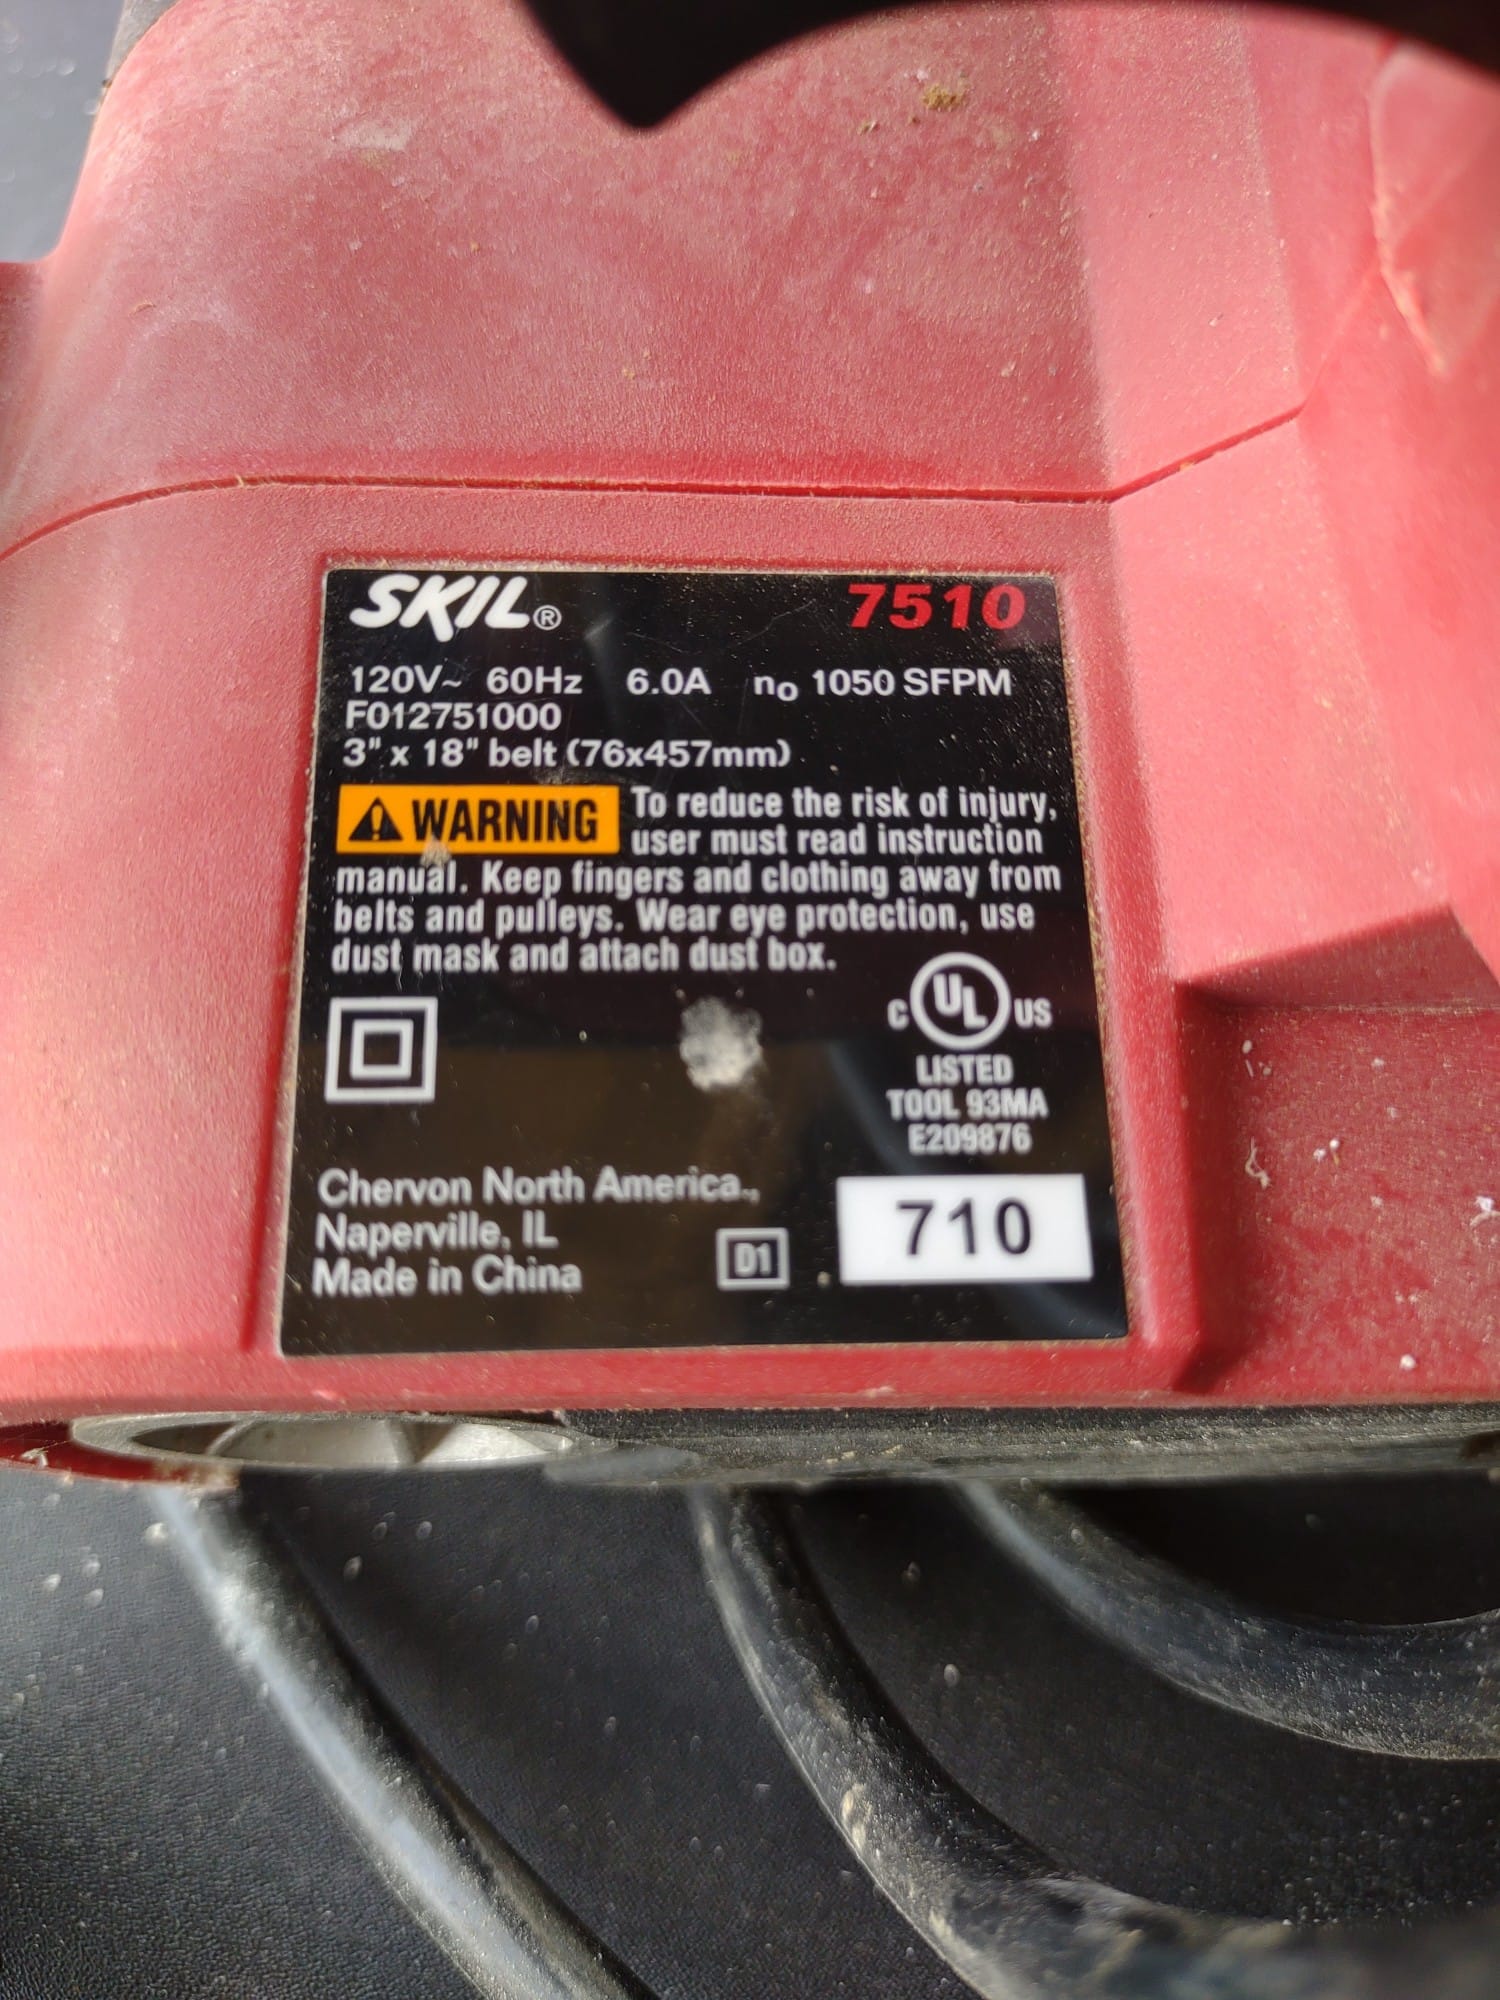 SKIL® 7510
120V~ 60Hz 6.0A no 1050 SFPM
F012751000
3" x 18" belt (76x457mm)
WARNING To reduce the risk of injury,
user must read instruction
manual. Keep fingers and clothing away from
belts and pulleys. Wear eye protection, use
dust mask and attach dust box.
C UL US
LISTED
TOOL 93MA
E209876
Chervon North America.,
Naperville, IL
Made in China
D1
710